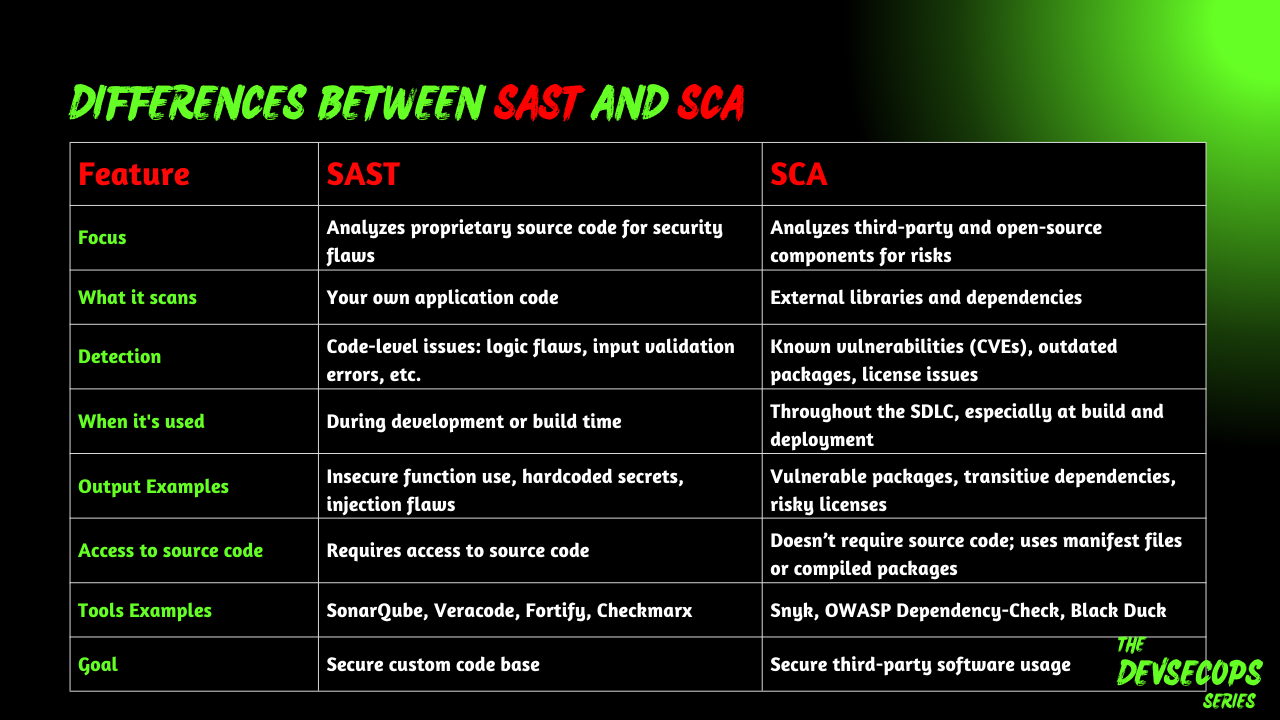 DIFFERENCES BETWEEN SAST AND SCA
Feature
SAST
SCA
Focus
Analyzes proprietary source code for security
flaws
Analyzes third-party and open-source
components for risks
What it scans
Your own application code
External libraries and dependencies
Detection
Code-level issues: logic flaws, input validation
errors, etc.
Known vulnerabilities (CVEs), outdated
packages, license issues
When it's used
During development or build time
Throughout the SDLC, especially at build and
deployment
Output Examples
Insecure function use, hardcoded secrets,
injection flaws
Vulnerable packages, transitive dependencies,
risky licenses
Access to source code
Requires access to source code
Doesn’t require source code; uses manifest files
or compiled packages
Tools Examples
SonarQube, Veracode, Fortify, Checkmarx
Snyk, OWASP Dependency-Check, Black Duck
Goal
Secure custom code base
Secure third-party software usage
THE
DEVSECOPS
SERIES